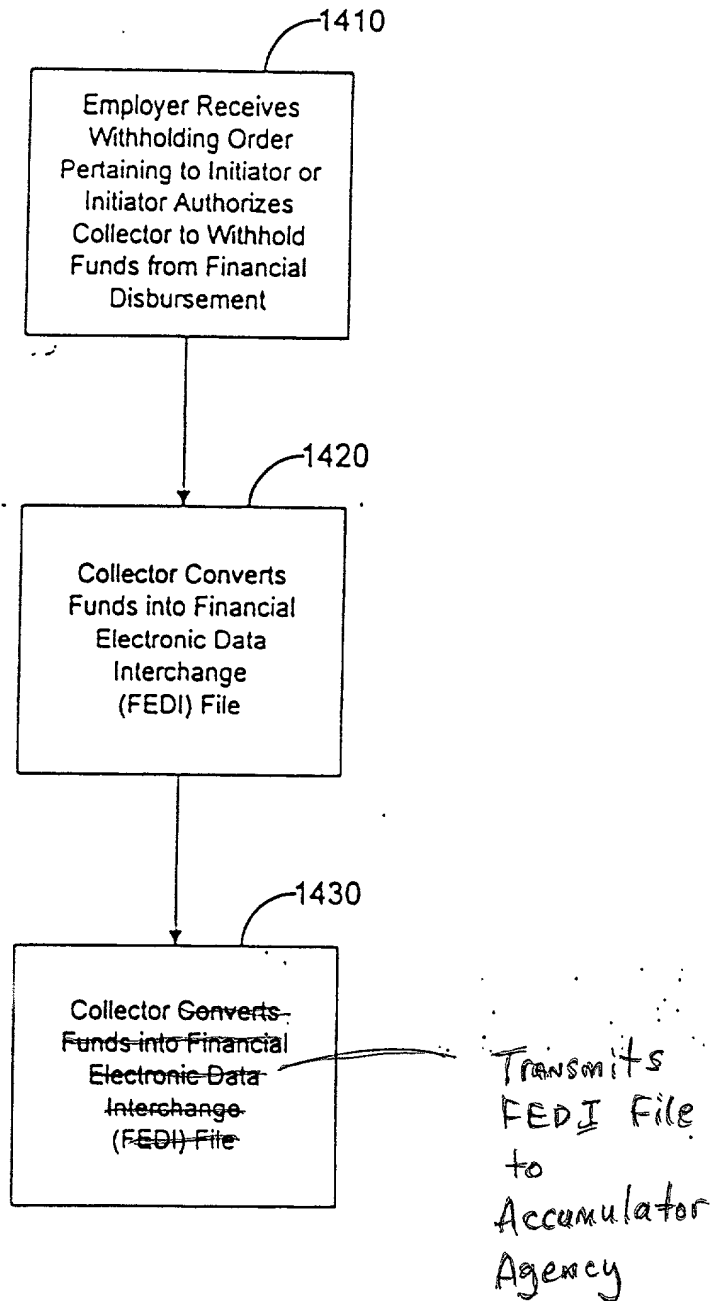 1410
Employer Receives
Withholding Order
Pertaining to Initiator or
Initiator Authorizes
Collector to Withhold
Funds from Financial
Disbursement
1420
Collector Converts
Funds into Financial
Electronic Data
Interchange
(FEDI) File
1430
Collector Converts
Funds into Financial
Electronic Data
Interchange
(FEDI) File
Transmits
FEDI File
to
Accumulator
Agency